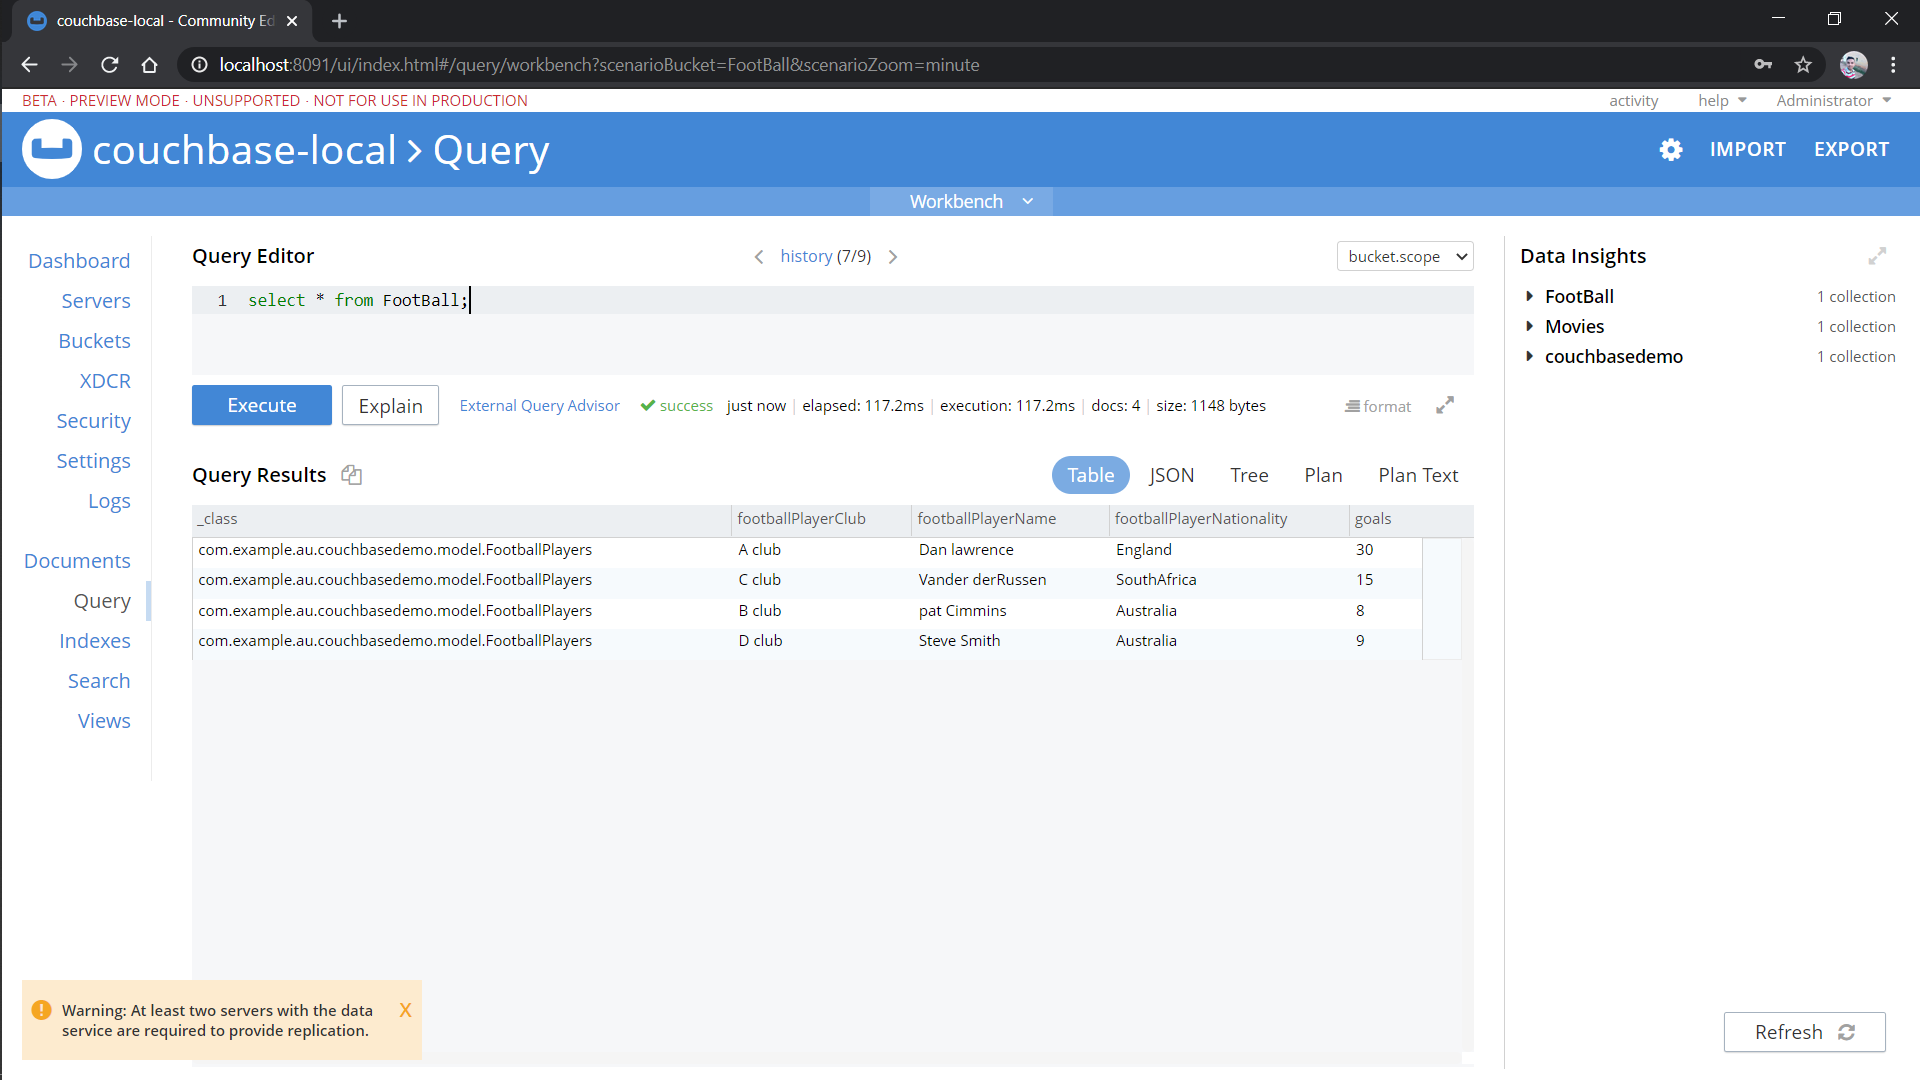 couchbase-local - Community Ed
localhost:8091/ui/index.html#/query/workbench?scenarioBucket=FootBall&scenarioZoom=minute
BETA · PREVIEW MODE · UNSUPPORTED · NOT FOR USE IN PRODUCTION
activity help Administrator
couchbase-local > Query
IMPORT EXPORT
Workbench
Dashboard
Servers
Buckets
XDCR
Security
Settings
Logs
Documents
Query
Indexes
Search
Views
Query Editor
history (7/9)
bucket.scope
1 select * from FootBall;
Execute Explain External Query Advisor success just now elapsed: 117.2ms execution: 117.2ms docs: 4 size: 1148 bytes format
Query Results
Table JSON Tree Plan Plan Text
_class footballPlayerClub footballPlayerName footballPlayerNationality goals
com.example.au.couchbasedemo.model.FootballPlayers A club Dan lawrence England 30
com.example.au.couchbasedemo.model.FootballPlayers C club Vander derRussen SouthAfrica 15
com.example.au.couchbasedemo.model.FootballPlayers B club pat Cimmins Australia 8
com.example.au.couchbasedemo.model.FootballPlayers D club Steve Smith Australia 9
Data Insights
FootBall 1 collection
Movies 1 collection
couchbasedemo 1 collection
Warning: At least two servers with the data
service are required to provide replication.
X
Refresh